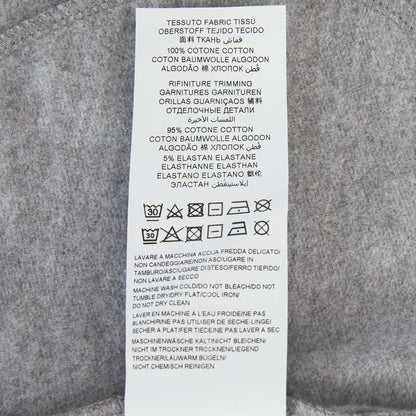 TESSUTO FABRIC TISSU
OBERSTOFF TEJIDO TECIDO
面料 ТКАНЬ قماش
100% COTONE COTTON
COTON BAUMWOLLE ALGODON
ALGODÃO 棉 ХЛОПОК قطن
RIFINITURE TRIMMING
GARNITURES GARNITUREN
ORILLAS GUARNIÇAOS 辅料
ОТДЕЛОЧНЫЕ ДЕТАЛИ
اللمسات الأخيرة
95% COTONE COTTON
COTON BAUMWOLLE ALGODON
ALGODÃO 棉 ХЛОПОК قطن
5% ELASTAN ELASTANE
ELASTHANNE ELASTHAN
ELASTANO ELASTANO 氨纶
ЭЛАСТАН إيلاستينقطن
30
30
LAVARE A MACCHINA ACQUA FREDDA DELICATO/
NON CANDEGGIARE/NON ASCIUGARE IN
TAMBURO/ASCIUGARE DISTESO/FERRO TIEPIDO/
NON LAVARE A SECCO
MACHINE WASH COLD/DO NOT BLEACH/DO NOT
TUMBLE DRY/DRY FLAT/COOL IRON/
DO NOT DRY CLEAN
LAVER EN MACHINE A L'EAU FROIDE/NE PAS
BLANCHIR/NE PAS UTILISER DE SECHE-LINGE/
SECHER A PLAT/FER TIEDE/NE PAS LAVER A SEC
MASCHINENWÄSCHE KALT/NICHT BLEICHEN/
NICHT IM TROCKNER TROCKNEN/LIEGEND
TROCKNEN/LAUWARM BÜGELN/
NICHT CHEMISCH REINIGEN